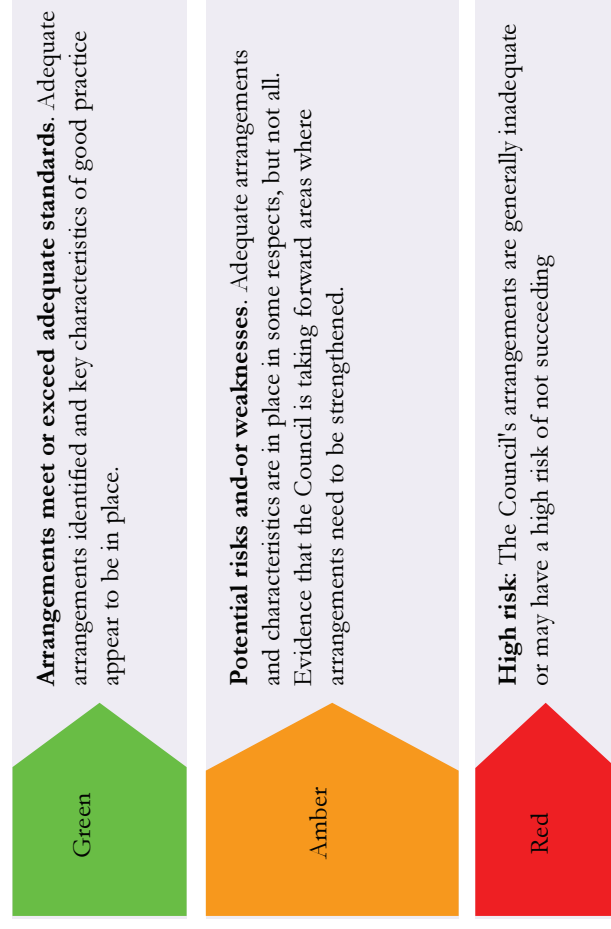 Green
Arrangements meet or exceed adequate standards. Adequate
arrangements identified and key characteristics of good practice
appear to be in place.
Amber
Potential risks and-or weaknesses. Adequate arrangements
and characteristics are in place in some respects, but not all.
Evidence that the Council is taking forward areas where
arrangements need to be strengthened.
Red
High risk: The Council's arrangements are generally inadequate
or may have a high risk of not succeeding